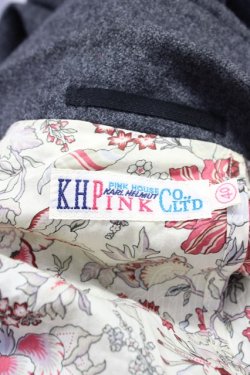 PINK HOUSE
KARL HELMUT
K.H.PINK CO.,LTD